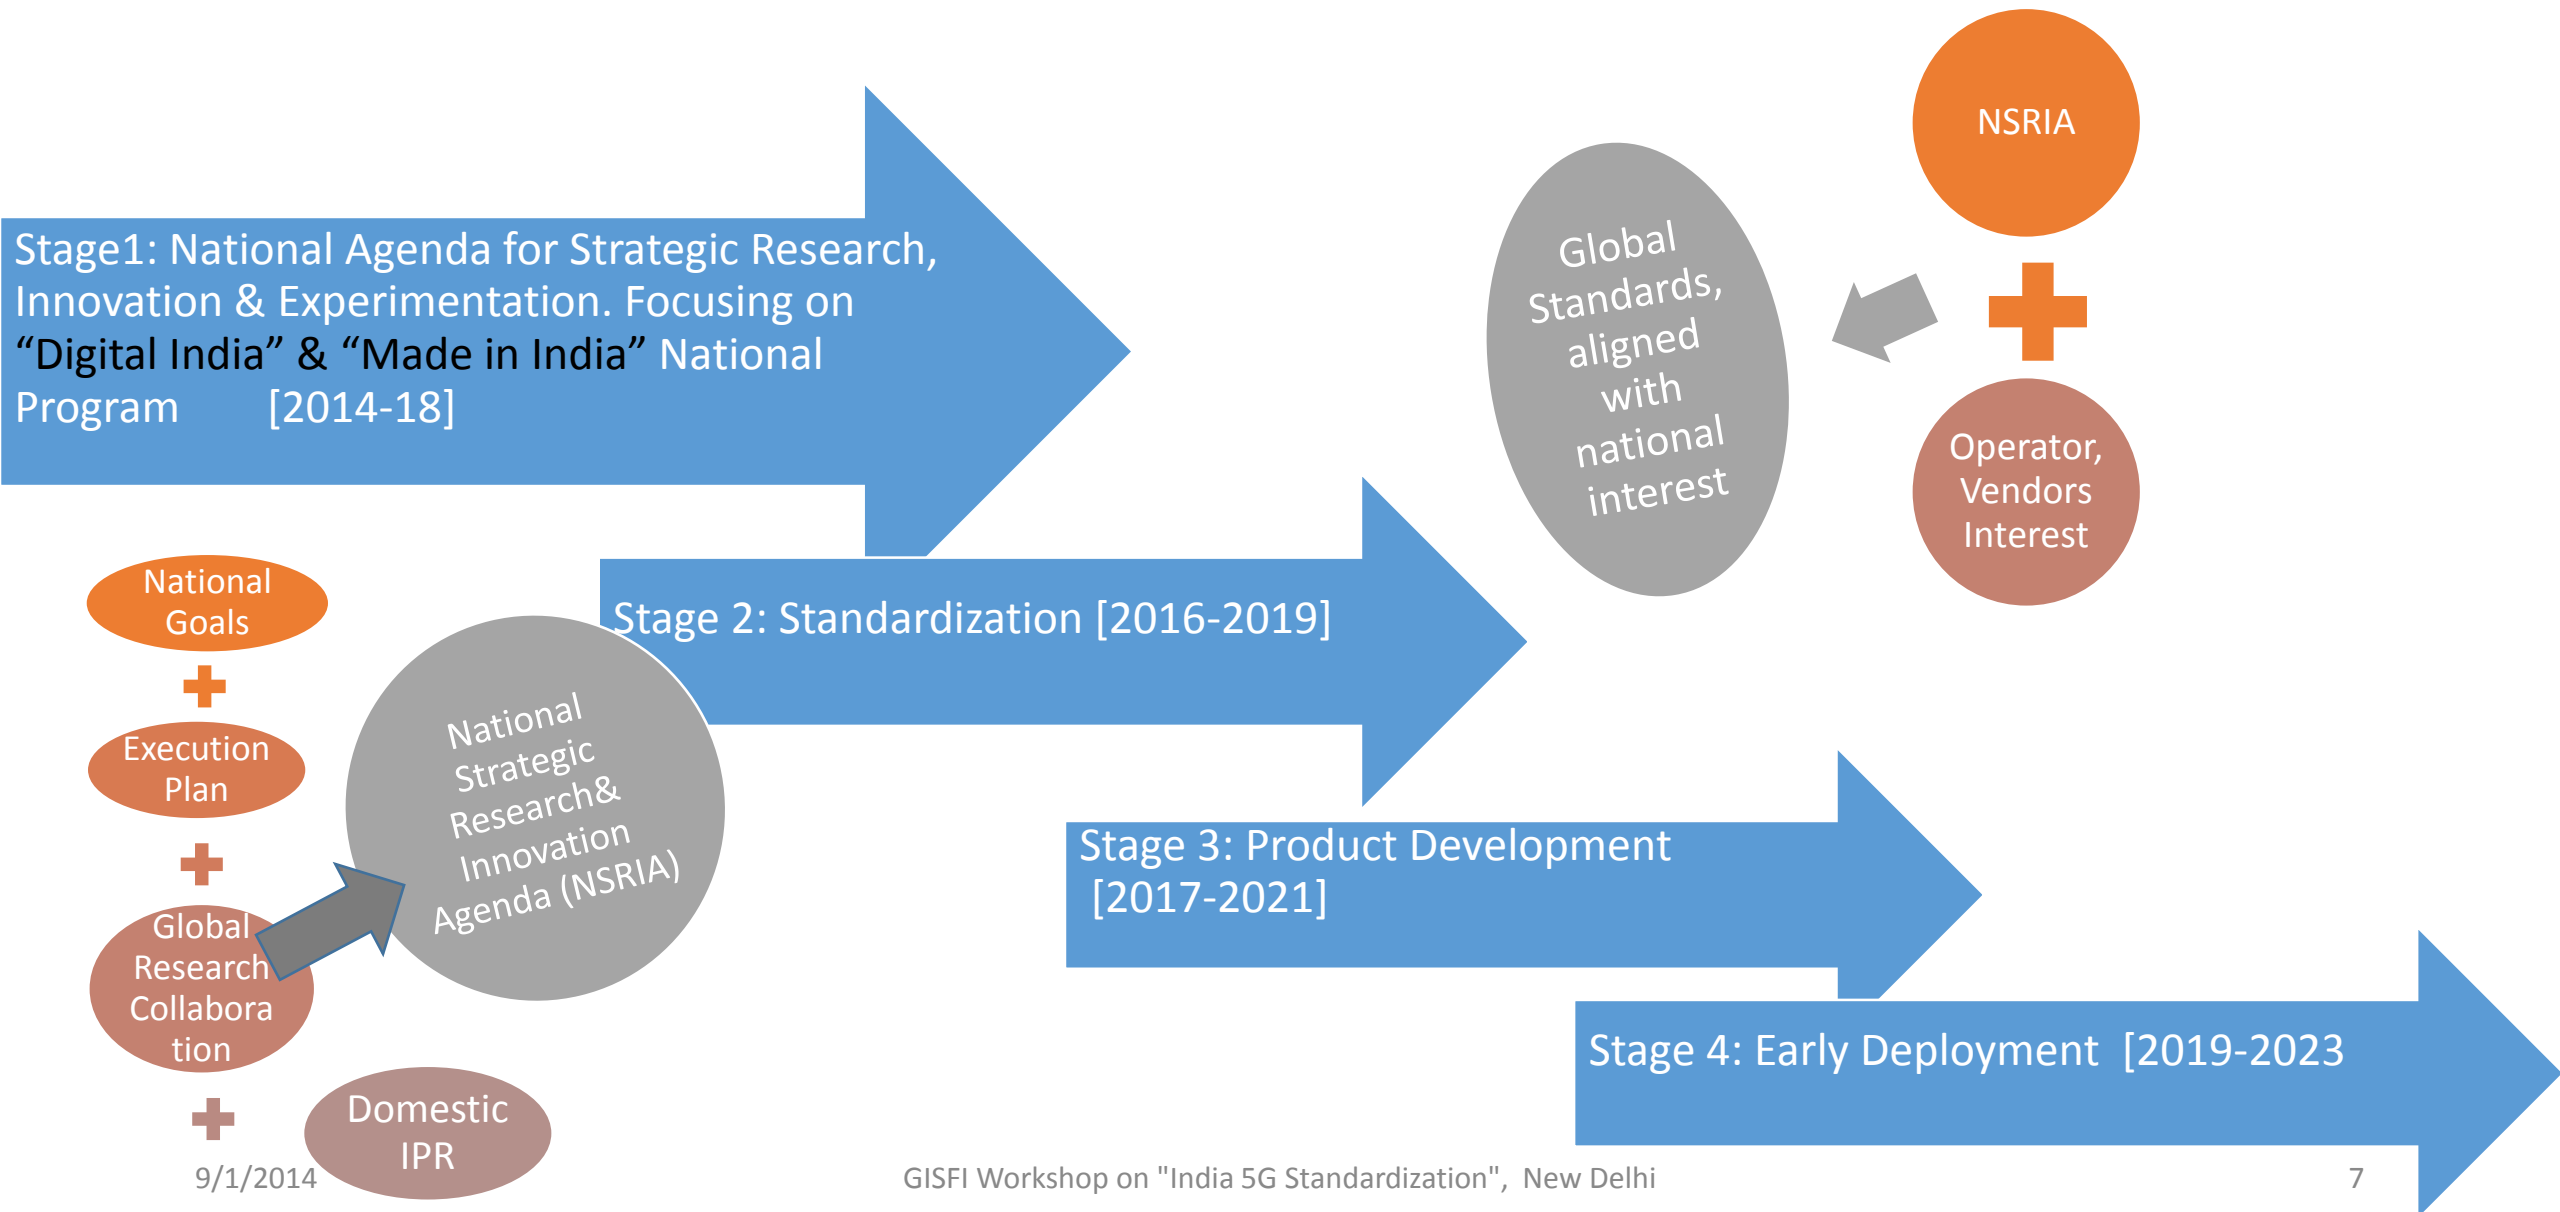 Stage1: National Agenda for Strategic Research,
Innovation & Experimentation. Focusing on
“Digital India” & “Made in India” National
Program [2014-18]
NSRIA
Operator,
Vendors
Interest
Global
Standards,
aligned
with
national
interest
Stage 2: Standardization [2016-2019]
National
Goals
Execution
Plan
Global
Research
Collabora
tion
Domestic
IPR
National
Strategic
Research&
Innovation
Agenda (NSRIA)
Stage 3: Product Development
[2017-2021]
Stage 4: Early Deployment [2019-2023
9/1/2014
GISFI Workshop on "India 5G Standardization", New Delhi
7